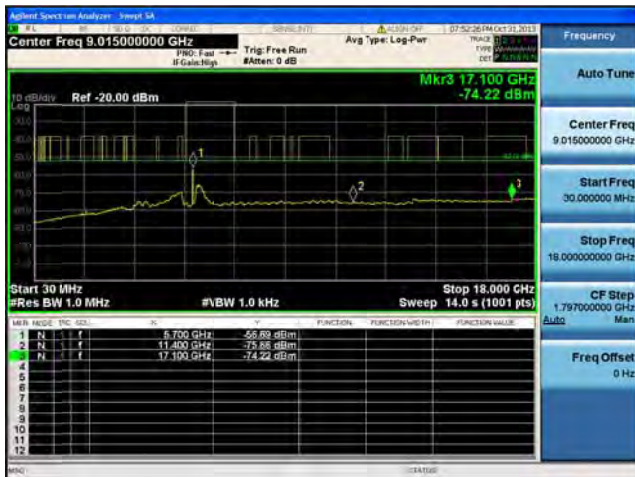 Agilent Spectrum Analyzer - Swept SA
07:52:26 PM Oct 31, 2013
Center Freq 9.015000000 GHz
PNO: Fast
IFGain:High
Trig: Free Run
#Atten: 0 dB
Avg Type: Log-Pwr
TRACE
TYPE
DET
Mkr3 17.100 GHz
-74.22 dBm
10 dB/div
Log
Ref -20.00 dBm
1
2
3
Start 30 MHz
Stop 18.000 GHz
#Res BW 1.0 MHz
#VBW 1.0 kHz
Sweep 14.0 s (1001 pts)
MKR MODE TRC SCL X Y FUNCTION FUNCTION WIDTH FUNCTION VALUE
1 N f 5.700 GHz -56.69 dBm
2 N f 11.400 GHz -75.86 dBm
3 N f 17.100 GHz -74.22 dBm
4
5
6
7
8
9
10
11
12
MSG
STATUS
Frequency
Auto Tune
Center Freq
9.015000000 GHz
Start Freq
30.000000 MHz
Stop Freq
18.000000000 GHz
CF Step
1.797000000 GHz
Auto Man
Freq Offset
0 Hz